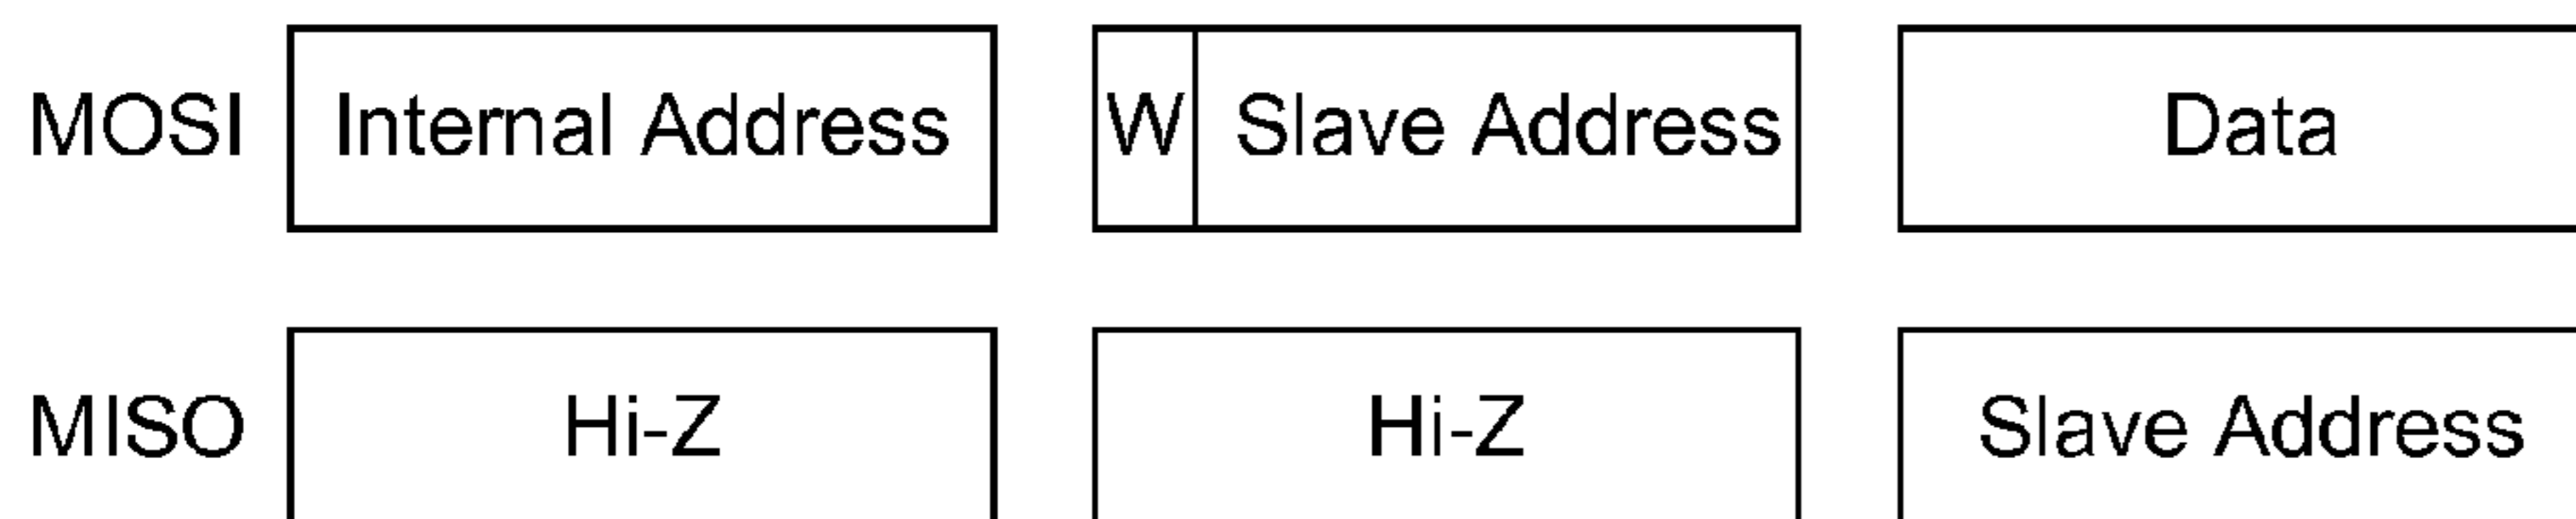 MOSI Internal Address W Slave Address Data
MISO Hi-Z Hi-Z Slave Address